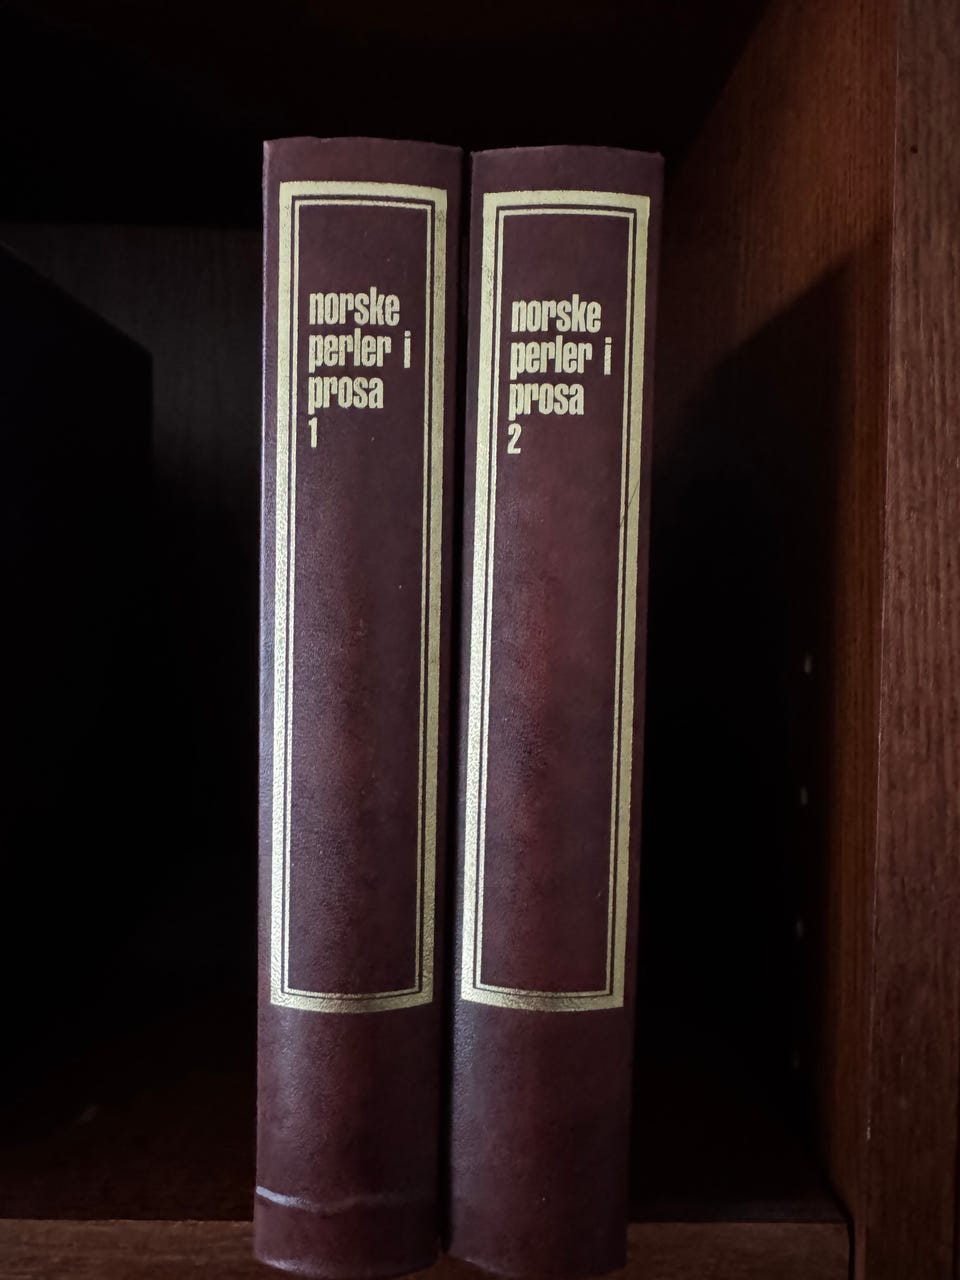 norske
perler i
prosa
1
norske
perler i
prosa
2